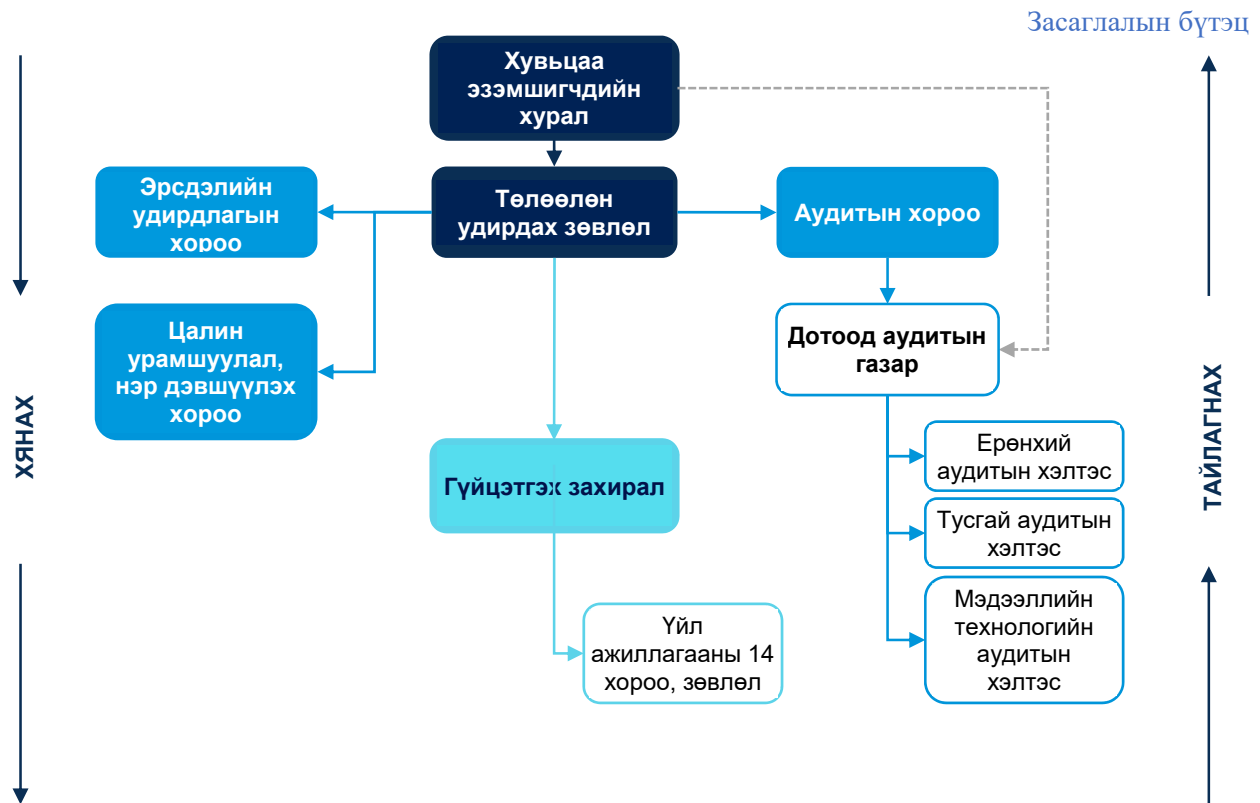 Засаглалын бүтэц
Хувьцаа
эзэмшигчдийн
хурал
Эрсдэлийн
удирдлагын
хороо
Төлөөлөн
удирдах зөвлөл
Аудитын хороо
Цалин
урамшуулал,
нэр дэвшүүлэх
хороо
Дотоод аудитын
газар
ХЯНАХ
ТАЙЛАГНАХ
Гүйцэтгэх захирал
Ерөнхий
аудитын хэлтэс
Тусгай аудитын
хэлтэс
Үйл
ажиллагааны 14
хороо, зөвлөл
Мэдээллийн
технологийн
аудитын
хэлтэс